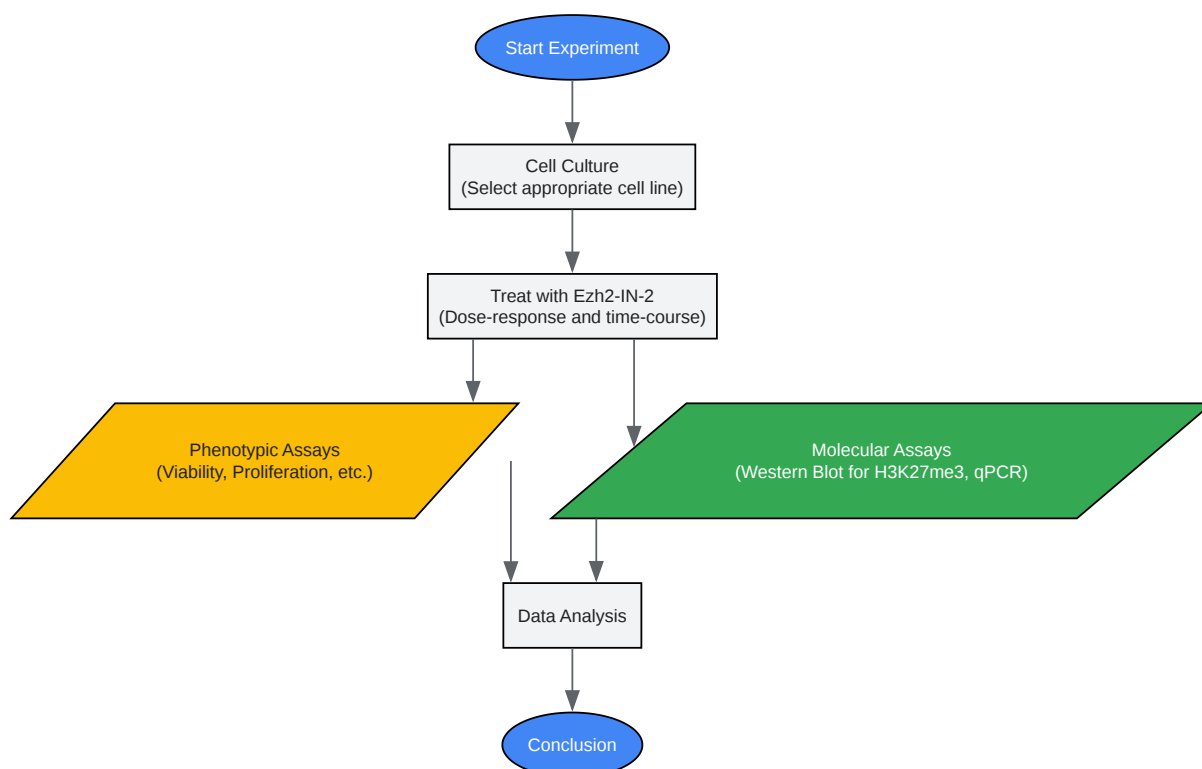 Start Experiment
Cell Culture
(Select appropriate cell line)
Treat with Ezh2-IN-2
(Dose-response and time-course)
Phenotypic Assays
(Viability, Proliferation, etc.)
Molecular Assays
(Western Blot for H3K27me3, qPCR)
Data Analysis
Conclusion